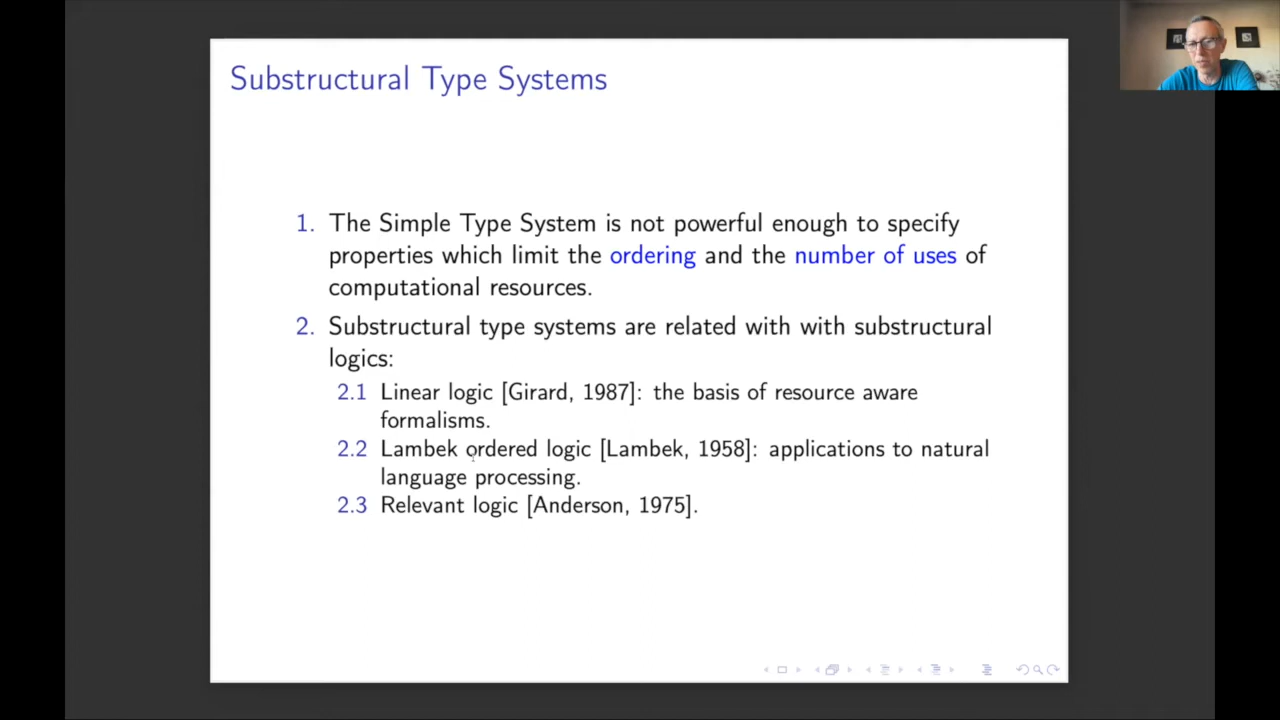 Substructural Type Systems
1. The Simple Type System is not powerful enough to specify
properties which limit the ordering and the number of uses of
computational resources.
2. Substructural type systems are related with with substructural
logics:
2.1 Linear logic [Girard, 1987]: the basis of resource aware
formalisms.
2.2 Lambek ordered logic [Lambek, 1958]: applications to natural
language processing.
2.3 Relevant logic [Anderson, 1975].